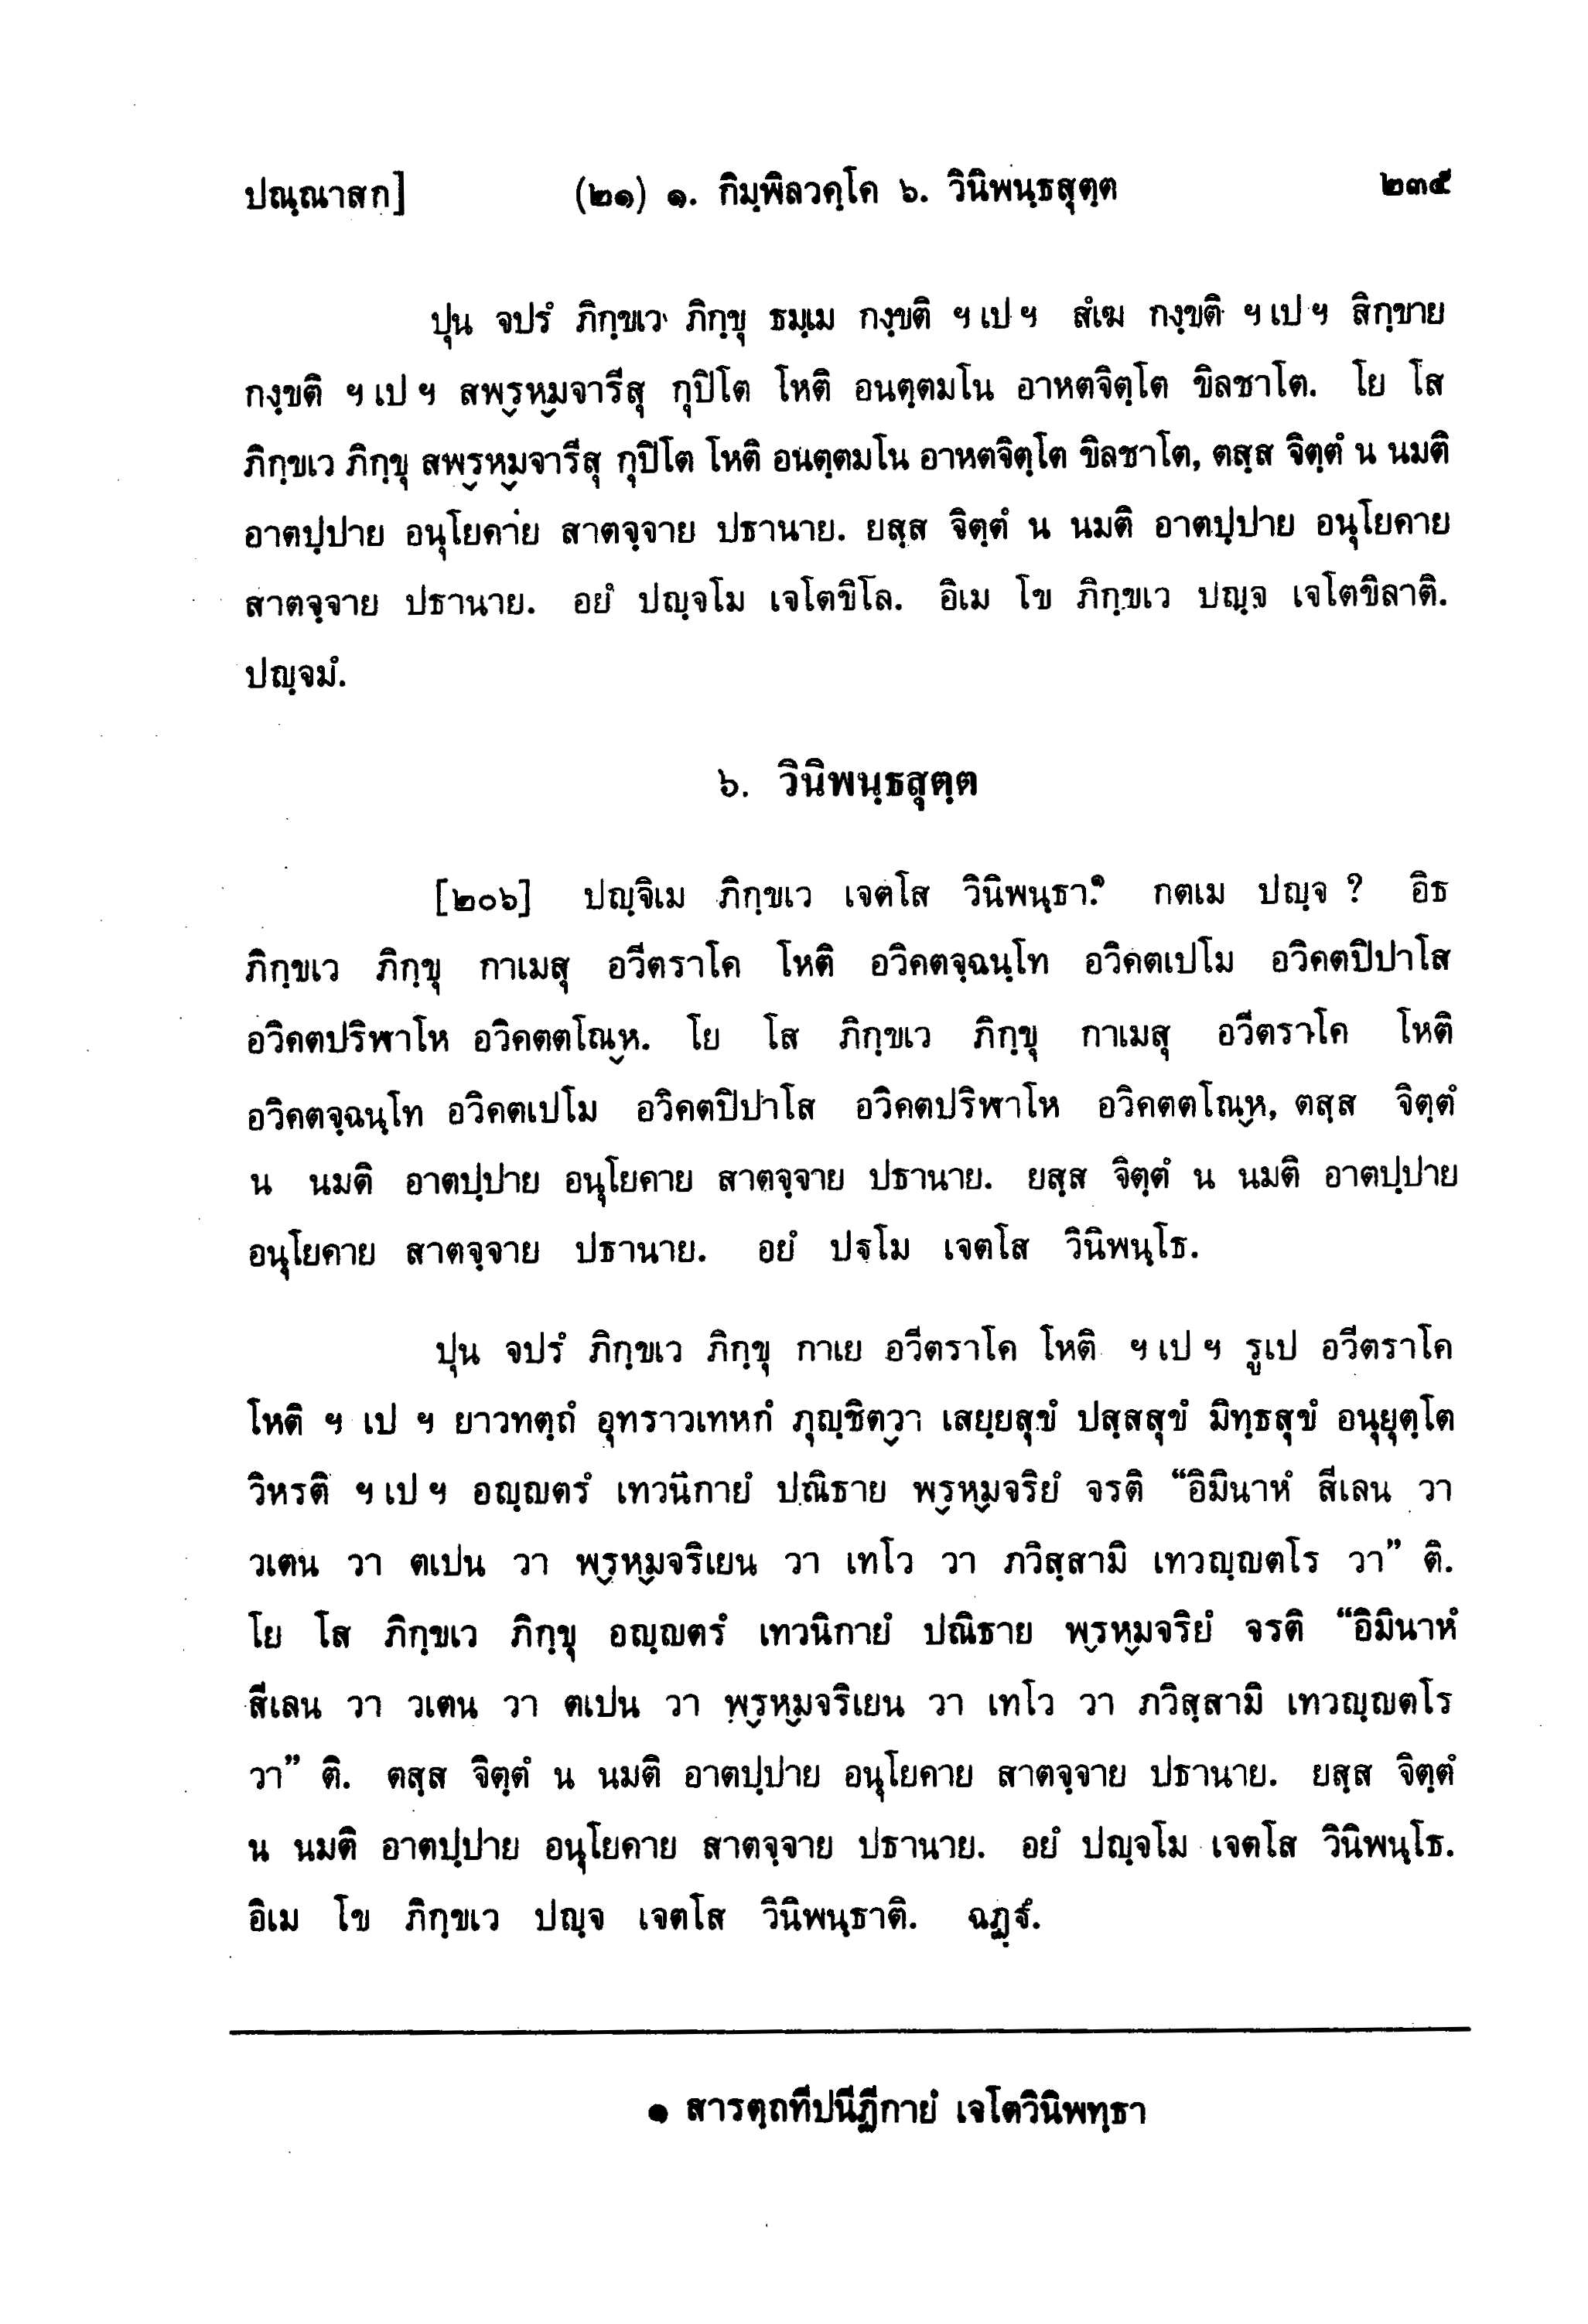 ปณฺณาสก] (๒๑) ๑. กิมฺพิลวคฺโค ๖. วินิพนฺธสุตฺต ๒๓๕
ปุน จปรํ ภิกฺขเว ภิกฺขุ ธมฺเม กงฺขติ ฯ เป ฯ สํเฆ กงฺขติ ฯ เป ฯ สิกฺขาย
กงฺขติ ฯ เป ฯ สพฺรหฺมจารีสุ กุปิโต โหติ อนตฺตมโน อาหตจิตฺโต ขิลชาโต. โย โส
ภิกฺขเว ภิกฺขุ สพฺรหฺมจารีสุ กุปิโต โหติ อนตฺตมโน อาหตจิตฺโต ขิลชาโต, ตสฺส จิตฺตํ น นมติ
อาตปฺปาย อนุโยคาย สาตจฺจาย ปธานาย. ยสฺส จิตฺตํ น นมติ อาตปฺปาย อนุโยคาย
สาตจฺจาย ปธานาย. อยํ ปญฺจโม เจโตขิโล. อิเม โข ภิกฺขเว ปญฺจ เจโตขิลาติ.
ปญฺจมํ.
๖. วินิพนฺธสุตฺต
[๒๐๖] ปญฺจิเม ภิกฺขเว เจตโส วินิพนฺธา.๑ กตเม ปญฺจ ? อิธ
ภิกฺขเว ภิกฺขุ กาเมสุ อวีตราโค โหติ อวิคตจฺฉนฺโท อวิคตเปโม อวิคตปิปาโส
อวิคตปริฬาโห อวิคตตโณฺห. โย โส ภิกฺขเว ภิกฺขุ กาเมสุ อวีตราโค โหติ
อวิคตจฺฉนฺโท อวิคตเปโม อวิคตปิปาโส อวิคตปริฬาโห อวิคตตโณฺห, ตสฺส จิตฺตํ
น นมติ อาตปฺปาย อนุโยคาย สาตจฺจาย ปธานาย. ยสฺส จิตฺตํ น นมติ อาตปฺปาย
อนุโยคาย สาตจฺจาย ปธานาย. อยํ ปฐโม เจตโส วินิพนฺโธ.
ปุน จปรํ ภิกฺขเว ภิกฺขุ กาเย อวีตราโค โหติ ฯ เป ฯ รูเป อวีตราโค
โหติ ฯ เป ฯ ยาวทตฺถํ อุทราวเทหกํ ภุญฺชิตฺวา เสยฺยสุขํ ปสฺสสุขํ มิทฺธสุขํ อนุยุตฺโต
วิหรติ ฯ เป ฯ อญฺญตรํ เทวนิกายํ ปณิธาย พฺรหฺมจริยํ จรติ “อิมินาหํ สีเลน วา
วเตน วา ตเปน วา พฺรหฺมจริเยน วา เทโว วา ภวิสฺสามิ เทวญฺญตโร วา” ติ.
โย โส ภิกฺขเว ภิกฺขุ อญฺญตรํ เทวนิกายํ ปณิธาย พฺรหฺมจริยํ จรติ “อิมินาหํ
สีเลน วา วเตน วา ตเปน วา พฺรหฺมจริเยน วา เทโว วา ภวิสฺสามิ เทวญฺญตโร
วา” ติ. ตสฺส จิตฺตํ น นมติ อาตปฺปาย อนุโยคาย สาตจฺจาย ปธานาย. ยสฺส จิตฺตํ
น นมติ อาตปฺปาย อนุโยคาย สาตจฺจาย ปธานาย. อยํ ปญฺจโม เจตโส วินิพนฺโธ.
อิเม โข ภิกฺขเว ปญฺจ เจตโส วินิพนฺธาติ. ฉฏฺฐํ.
๑ สารตฺถทีปนีฎีกายํ เจโตวินิพทฺธา